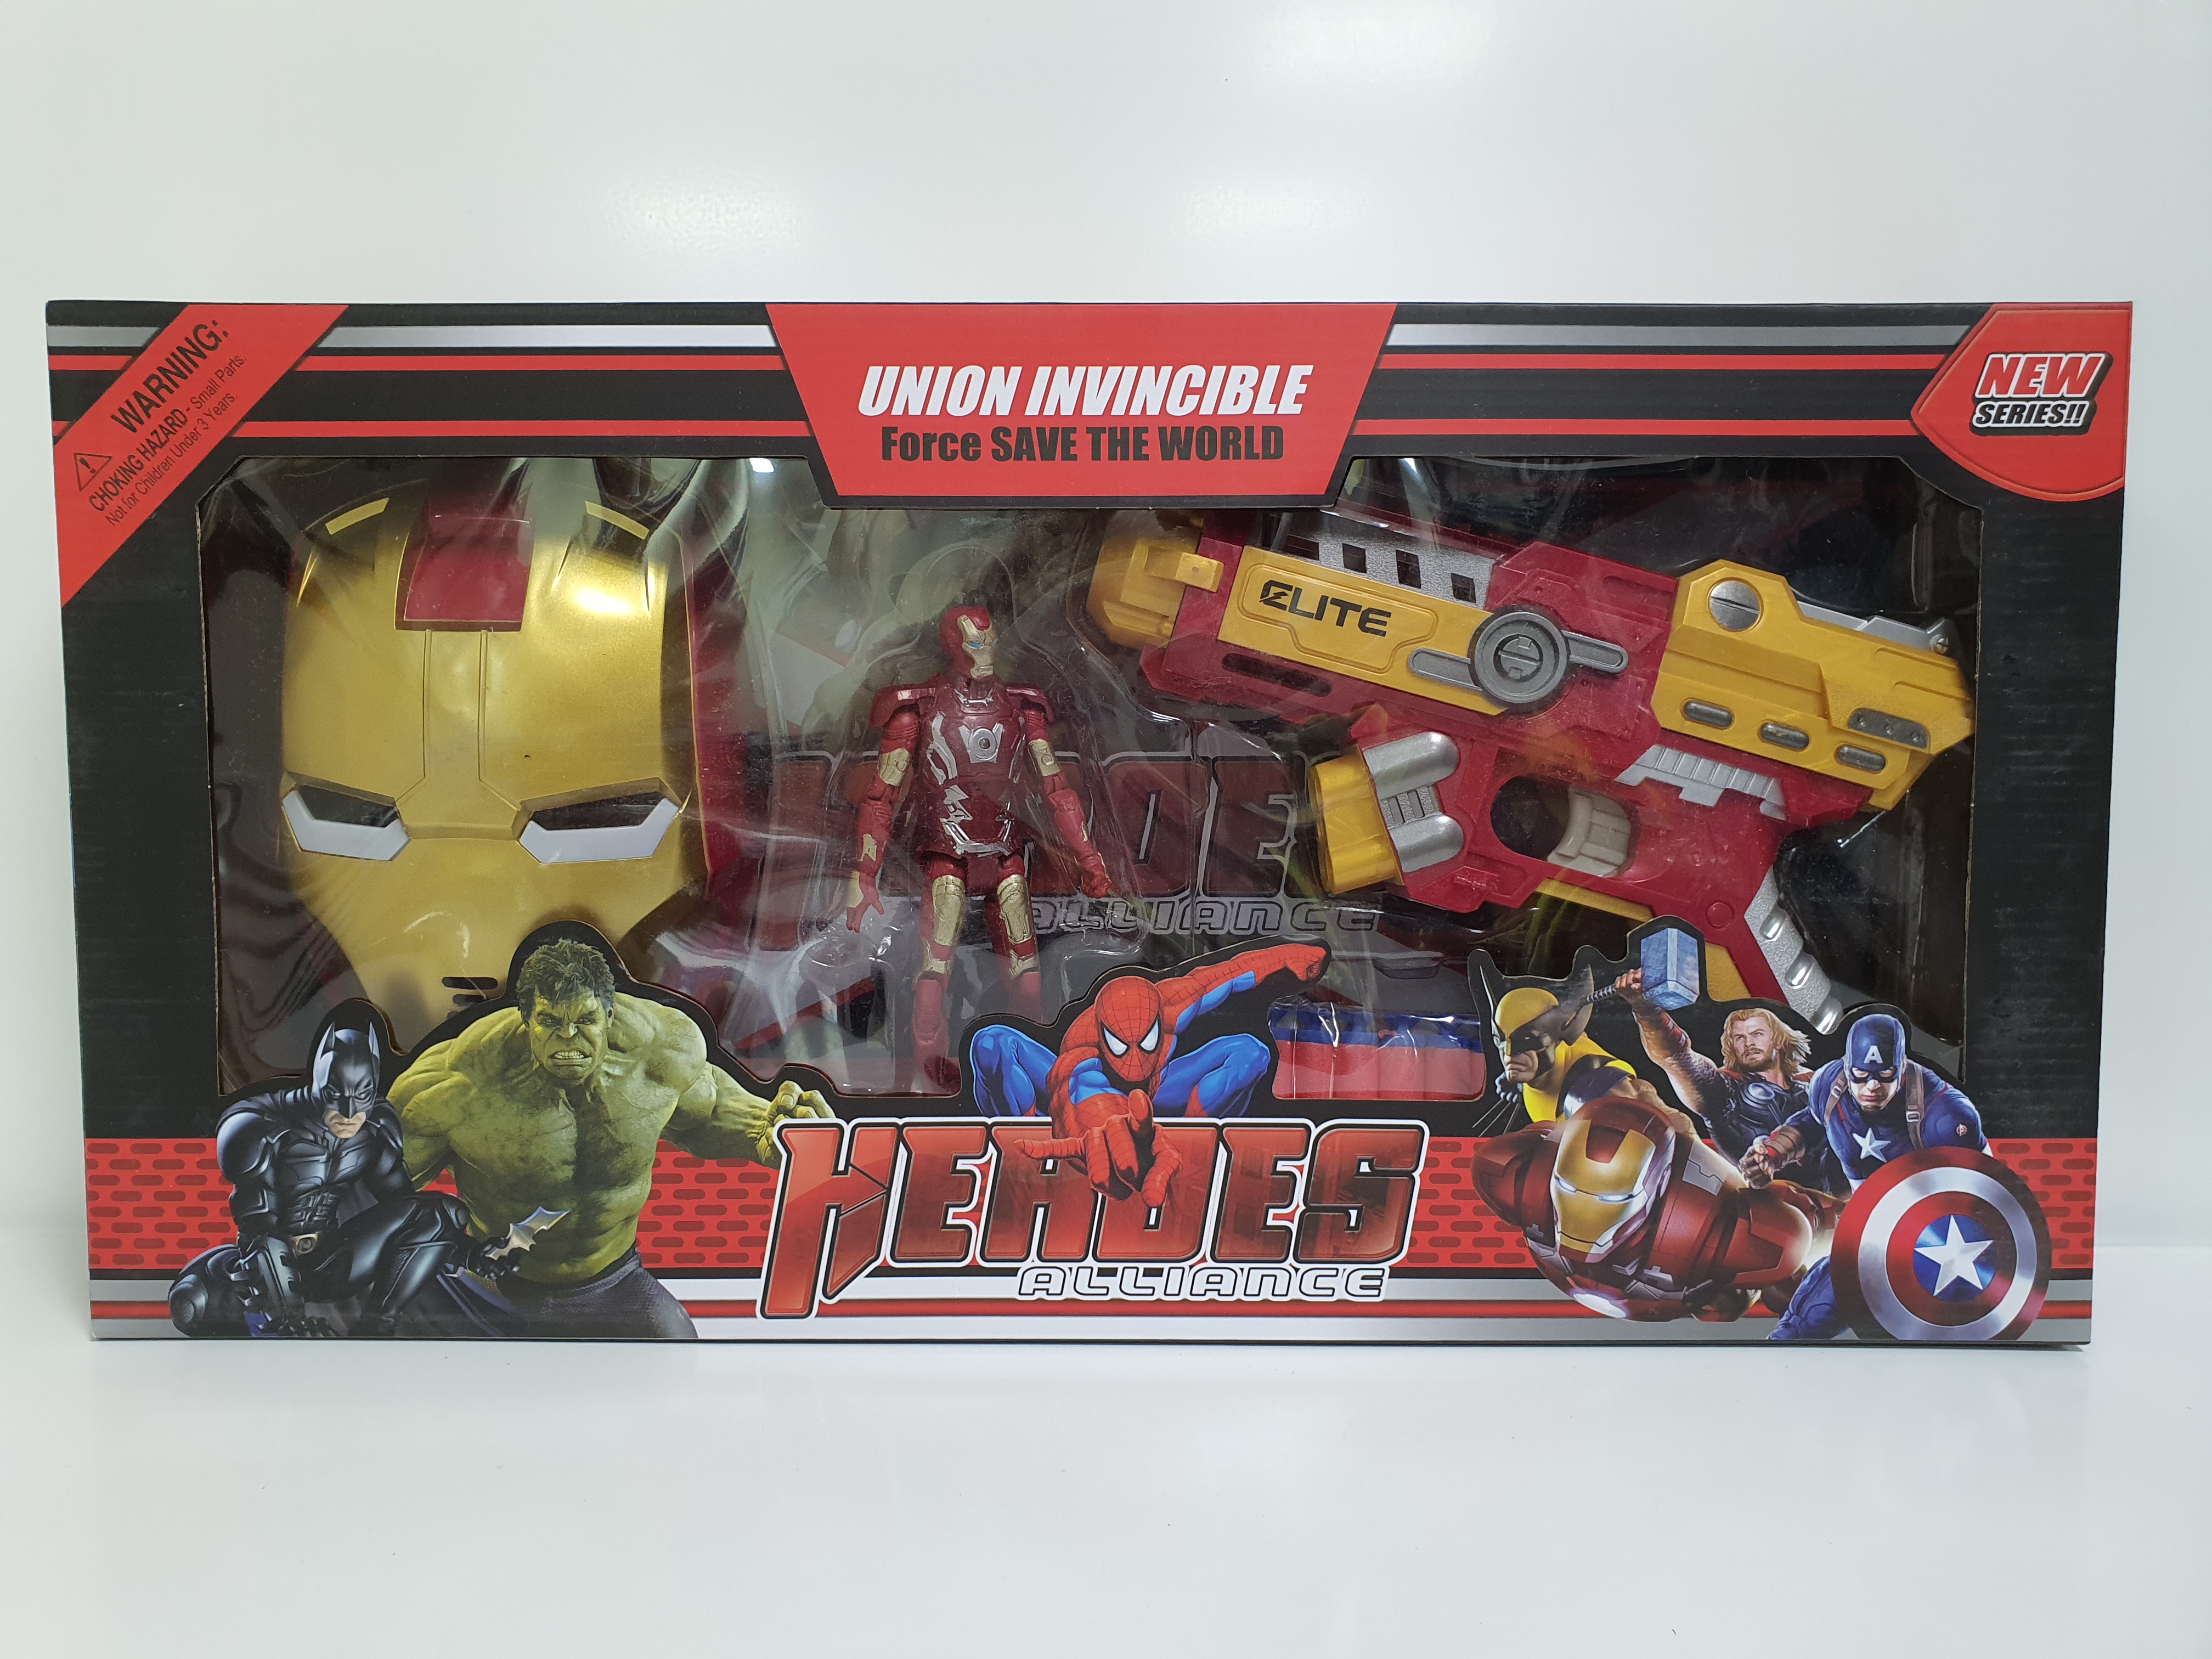 WARNING:
CHOKING HAZARD - Small Parts.
Not for Children Under 3 Years.
UNION INVINCIBLE
Force SAVE THE WORLD
NEW
SERIES!!
ELITE
ALLIANCE
A
HEROES
ALLIANCE